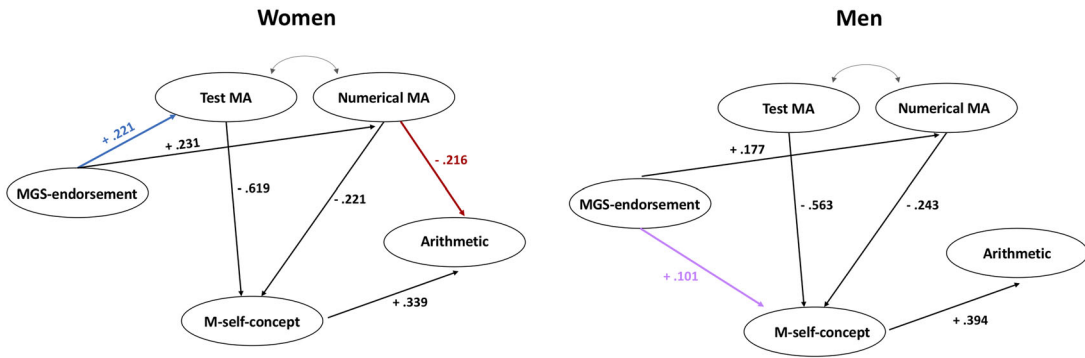 Women
Test MA
Numerical MA
+ .221
+ .231
- .216
MGS-endorsement
- .619
- .221
Arithmetic
+ .339
M-self-concept
Men
Test MA
Numerical MA
+ .177
MGS-endorsement
- .563
- .243
Arithmetic
+ .101
+ .394
M-self-concept